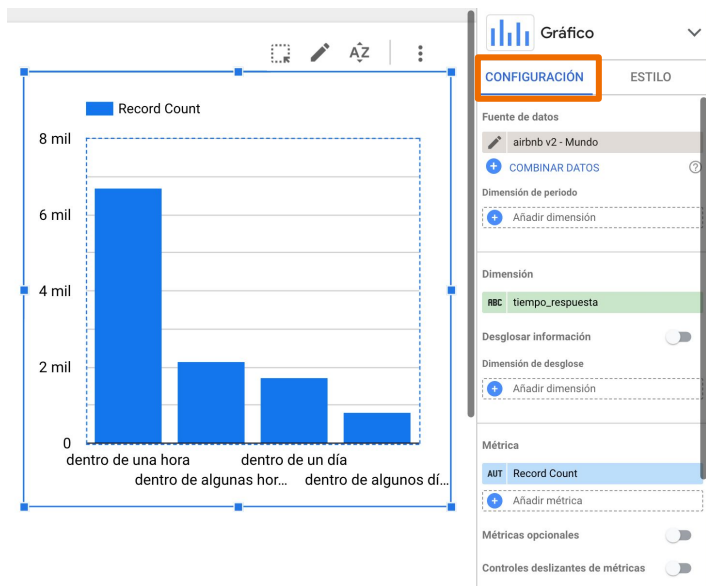 AZ
Record Count
8 mil
6 mil
4 mil
2 mil
0
dentro de una hora
dentro de algunas hor...
dentro de un día
dentro de algunos dí...
Gráfico
CONFIGURACIÓN
ESTILO
Fuente de datos
airbnb v2 - Mundo
COMBINAR DATOS
Dimensión de periodo
Añadir dimensión
Dimensión
ABC tiempo_respuesta
Desglosar información
Dimensión de desglose
Añadir dimensión
Métrica
AUT Record Count
Añadir métrica
Métricas opcionales
Controles deslizantes de métricas